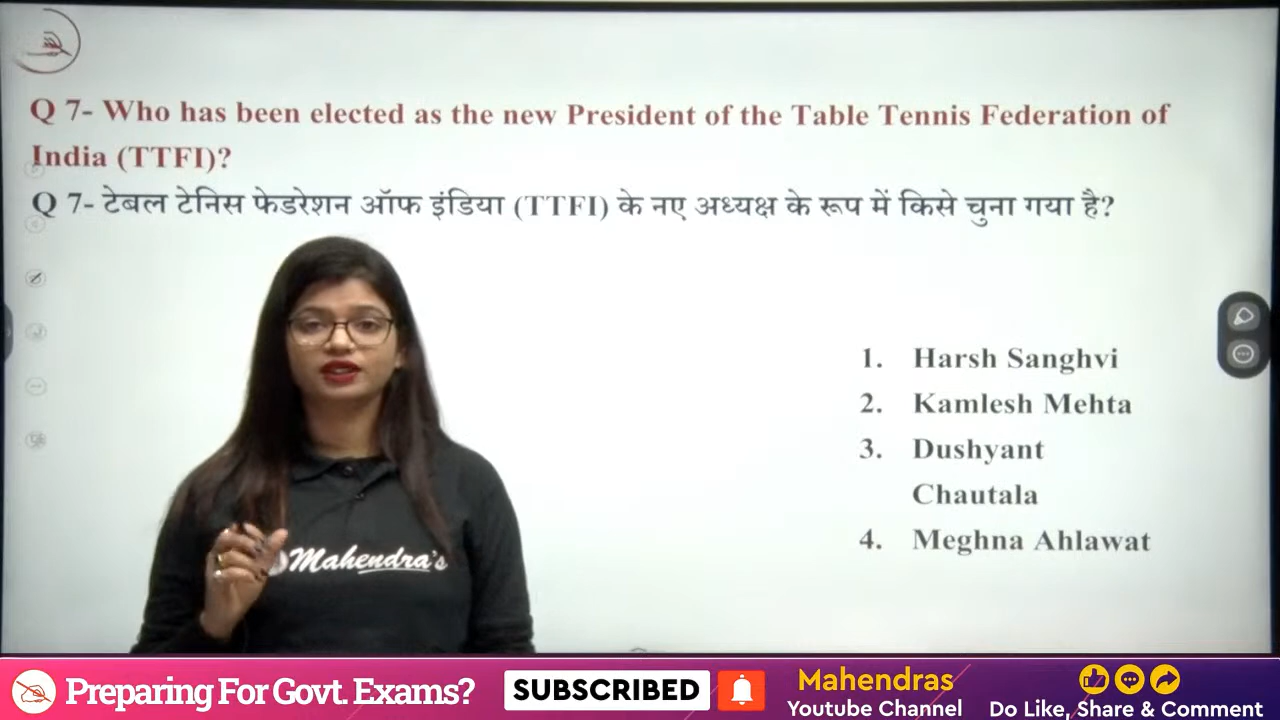 Q 7- Who has been elected as the new President of the Table Tennis Federation of
India (TTFI)?
Q 7- टेबल टेनिस फेडरेशन ऑफ इंडिया (TTFI) के नए अध्यक्ष के रूप में किसे चुना गया है?
1. Harsh Sanghvi
2. Kamlesh Mehta
3. Dushyant
Chautala
4. Meghna Ahlawat
Mahendra's
Preparing For Govt. Exams?
SUBSCRIBED
Mahendras
Youtube Channel
Do Like, Share & Comment